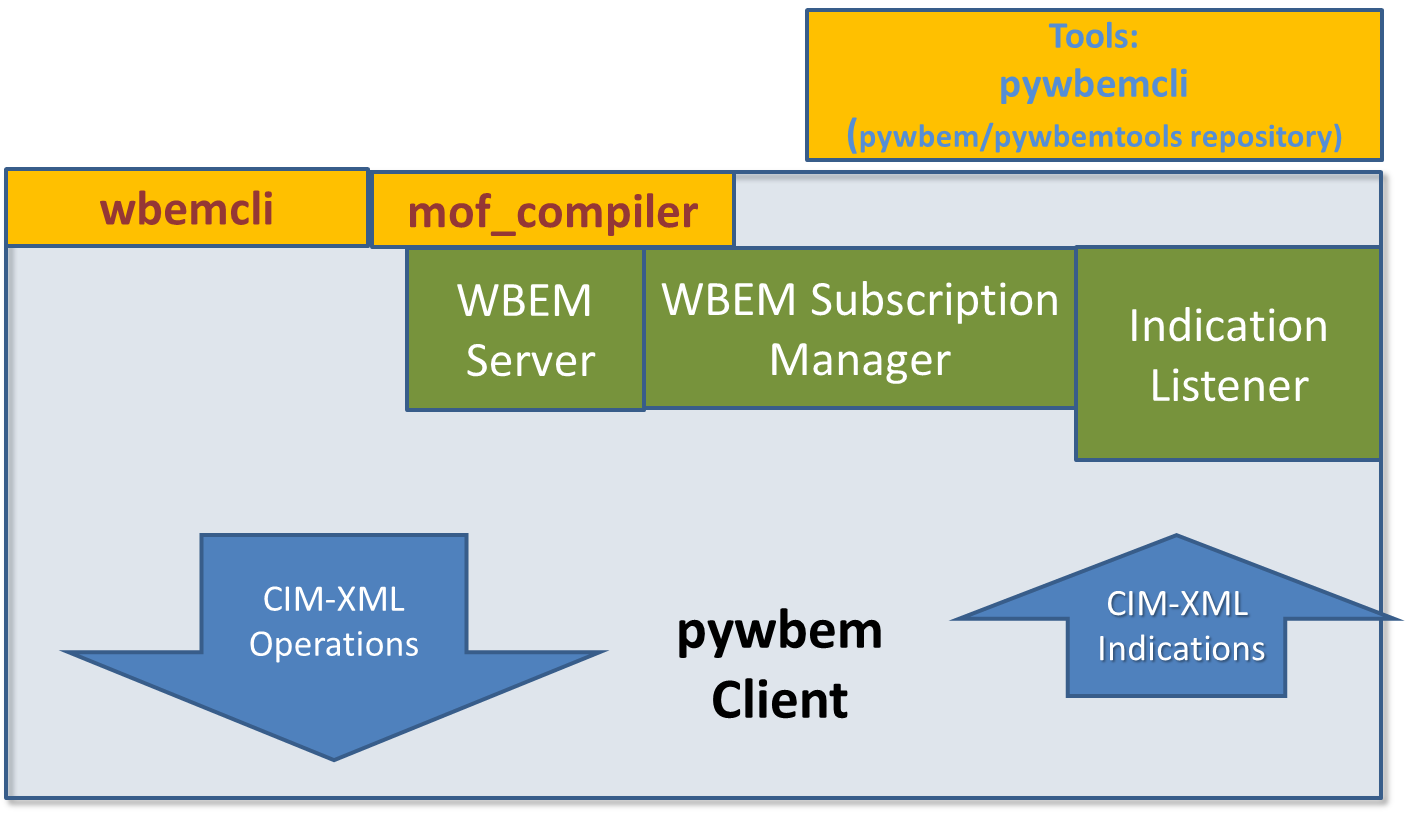 Tools:
pywbemcli
(pywbem/pywbemtools repository)
wbemcli
mof_compiler
WBEM
Server
WBEM Subscription
Manager
Indication
Listener
CIM-XML
Operations
pywbem
Client
CIM-XML
Indications